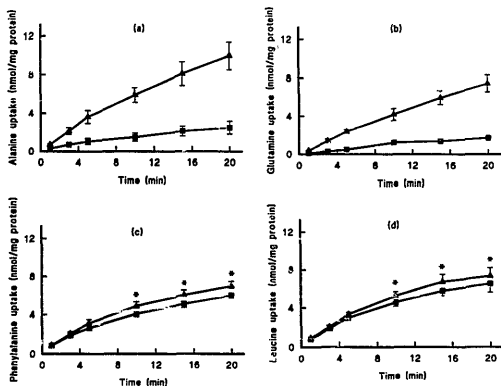 (a)
Alanine uptake (nmol/mg protein)
12
8
4
0
0 4 8 12 16 20
Time (min)
(b)
Glutamine uptake (nmol/mg protein)
12
8
4
0
0 4 8 12 16 20
Time (min)
(c)
Phenylalanine uptake (nmol/mg protein)
12
8
4
0
* * *
0 4 8 12 16 20
Time (min)
(d)
Leucine uptake (nmol/mg protein)
12
8
4
0
* * *
0 4 8 12 16 20
Time (min)